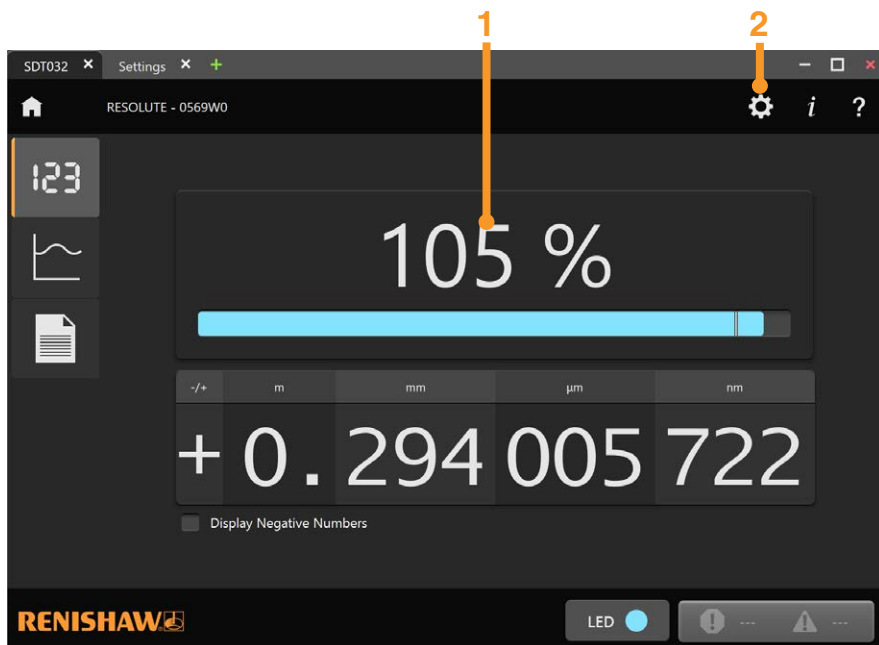 1 2
SDT032 × Settings × +
RESOLUTE - 0569W0 i ?
123
105 %
-/+ m mm µm nm
+ 0. 294 005 722
Display Negative Numbers
RENISHAW LED --- ---